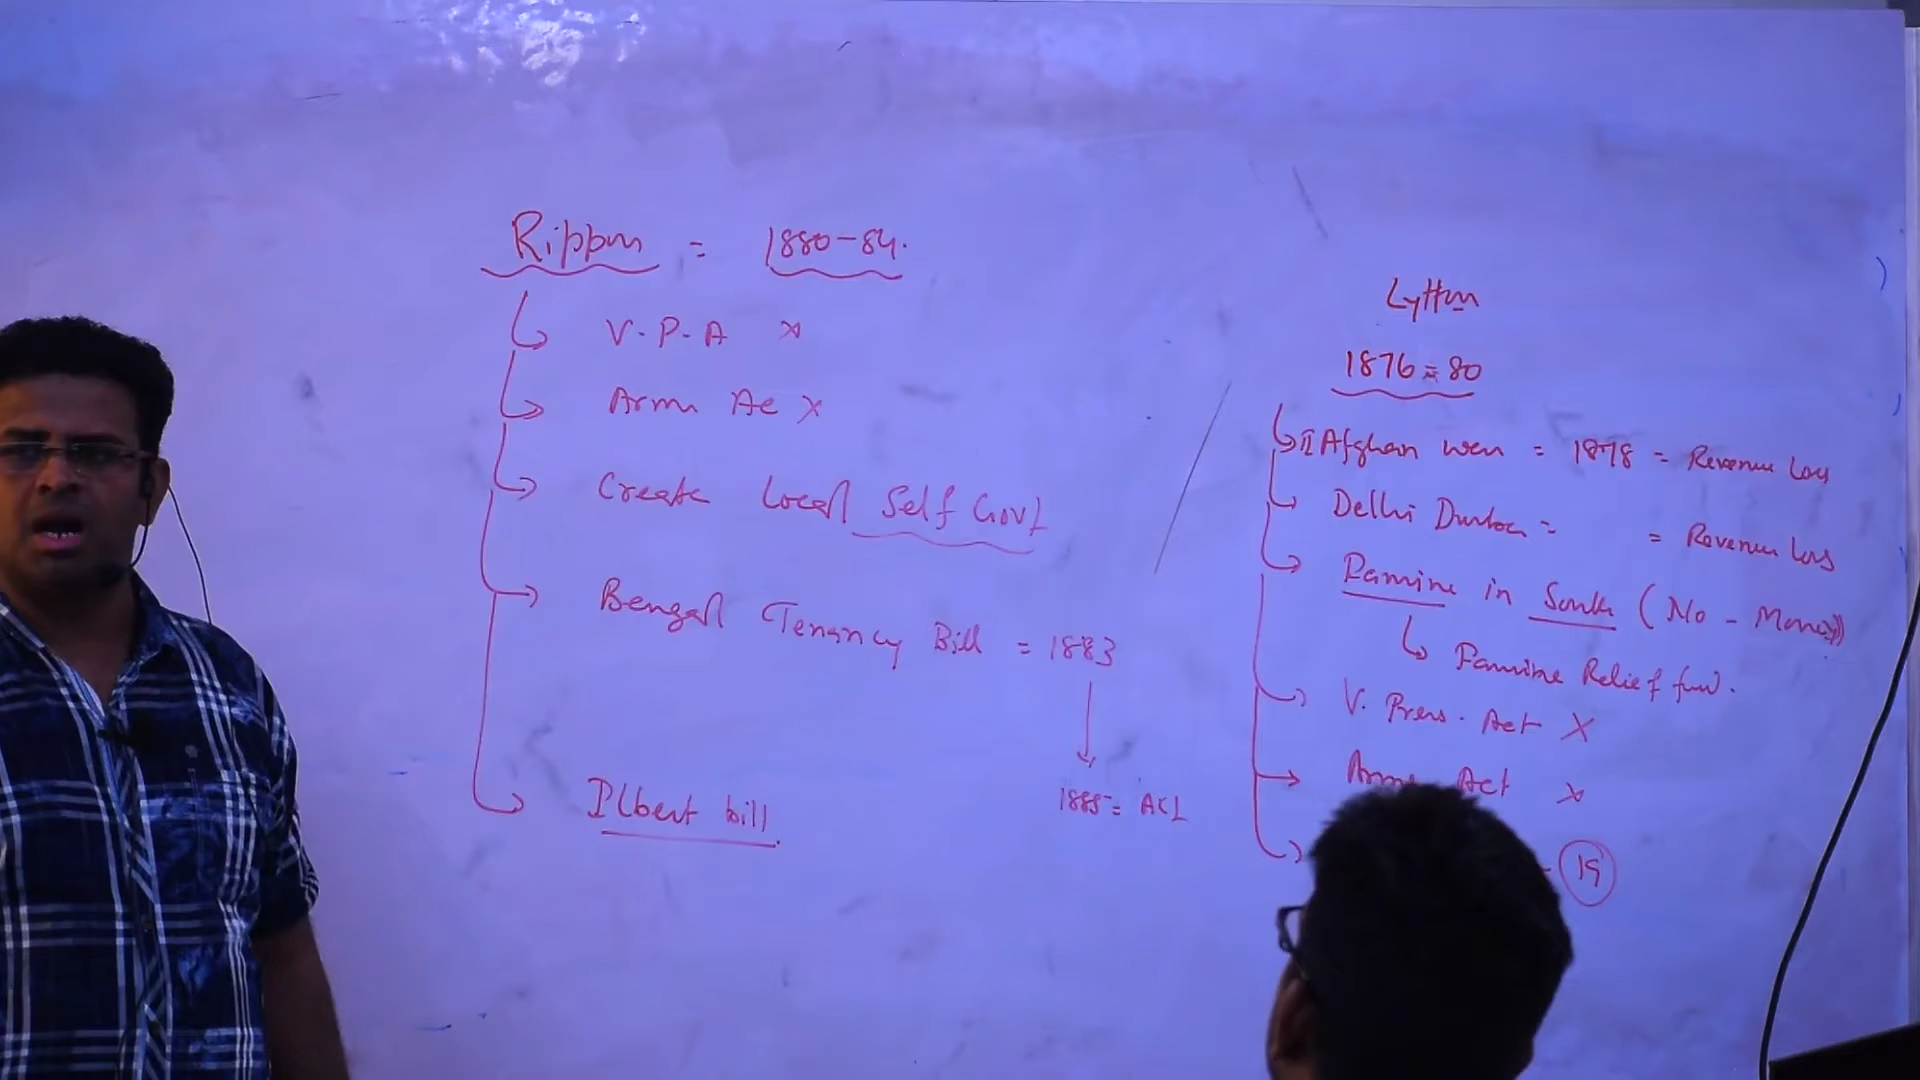 Rippon = 1880-84.
V.P.A x
Arms Ac x
Create Local Self Govt
Bengal Tenancy Bill = 1883
1885 = Act
Ilbert bill
Lytton
1876 = 80
II Afghan war = 1878 = Revenue Loss
Delhi Durbar = = Revenue Loss
Famine in South (No - Money)
Famine Relief fund.
V. Press. Act X
Arms Act x
19